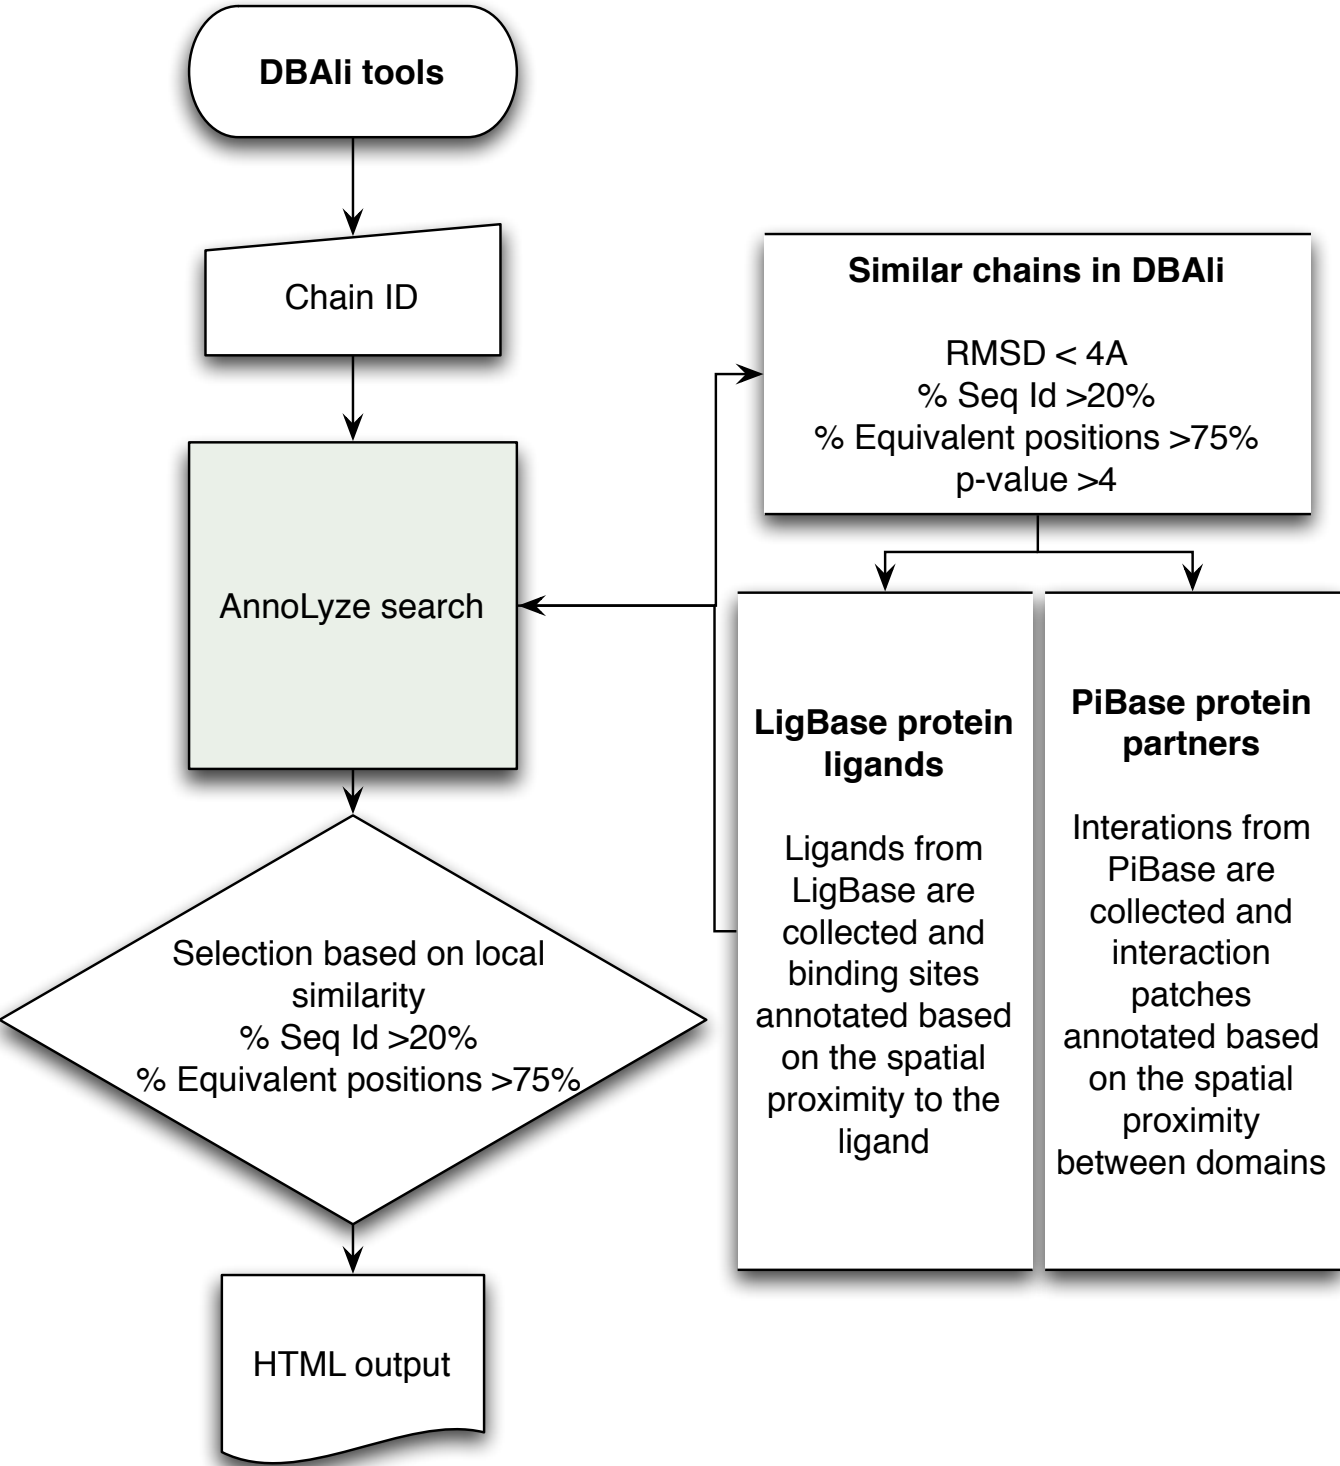 DBAli tools
Chain ID
AnnoLyze search
Selection based on local
similarity
% Seq Id >20%
% Equivalent positions >75%
HTML output
Similar chains in DBAli
RMSD < 4A
% Seq Id >20%
% Equivalent positions >75%
p-value >4
LigBase protein
ligands
Ligands from
LigBase are
collected and
binding sites
annotated based
on the spatial
proximity to the
ligand
PiBase protein
partners
Interations from
PiBase are
collected and
interaction
patches
annotated based
on the spatial
proximity
between domains